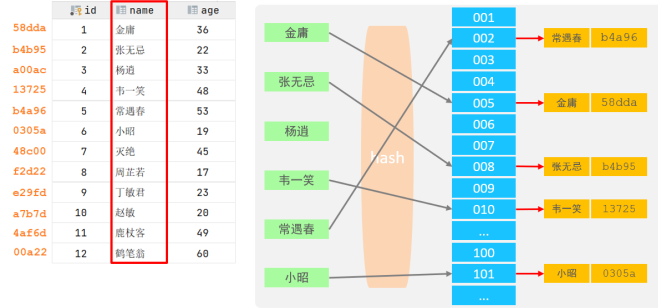 id name age
58dda 1 金庸 36
b4b95 2 张无忌 22
a00ac 3 杨逍 33
13725 4 韦一笑 48
b4a96 5 常遇春 53
0305a 6 小昭 19
48c00 7 灭绝 45
f2d22 8 周芷若 17
e29fd 9 丁敏君 23
a7b7d 10 赵敏 20
4af6d 11 鹿杖客 49
00a22 12 鹤笔翁 60
金庸
张无忌
杨逍
韦一笑
常遇春
小昭
hash
001
002
003
004
005
006
007
008
009
010
...
100
101
...
常遇春 b4a96
金庸 58dda
张无忌 b4b95
韦一笑 13725
小昭 0305a